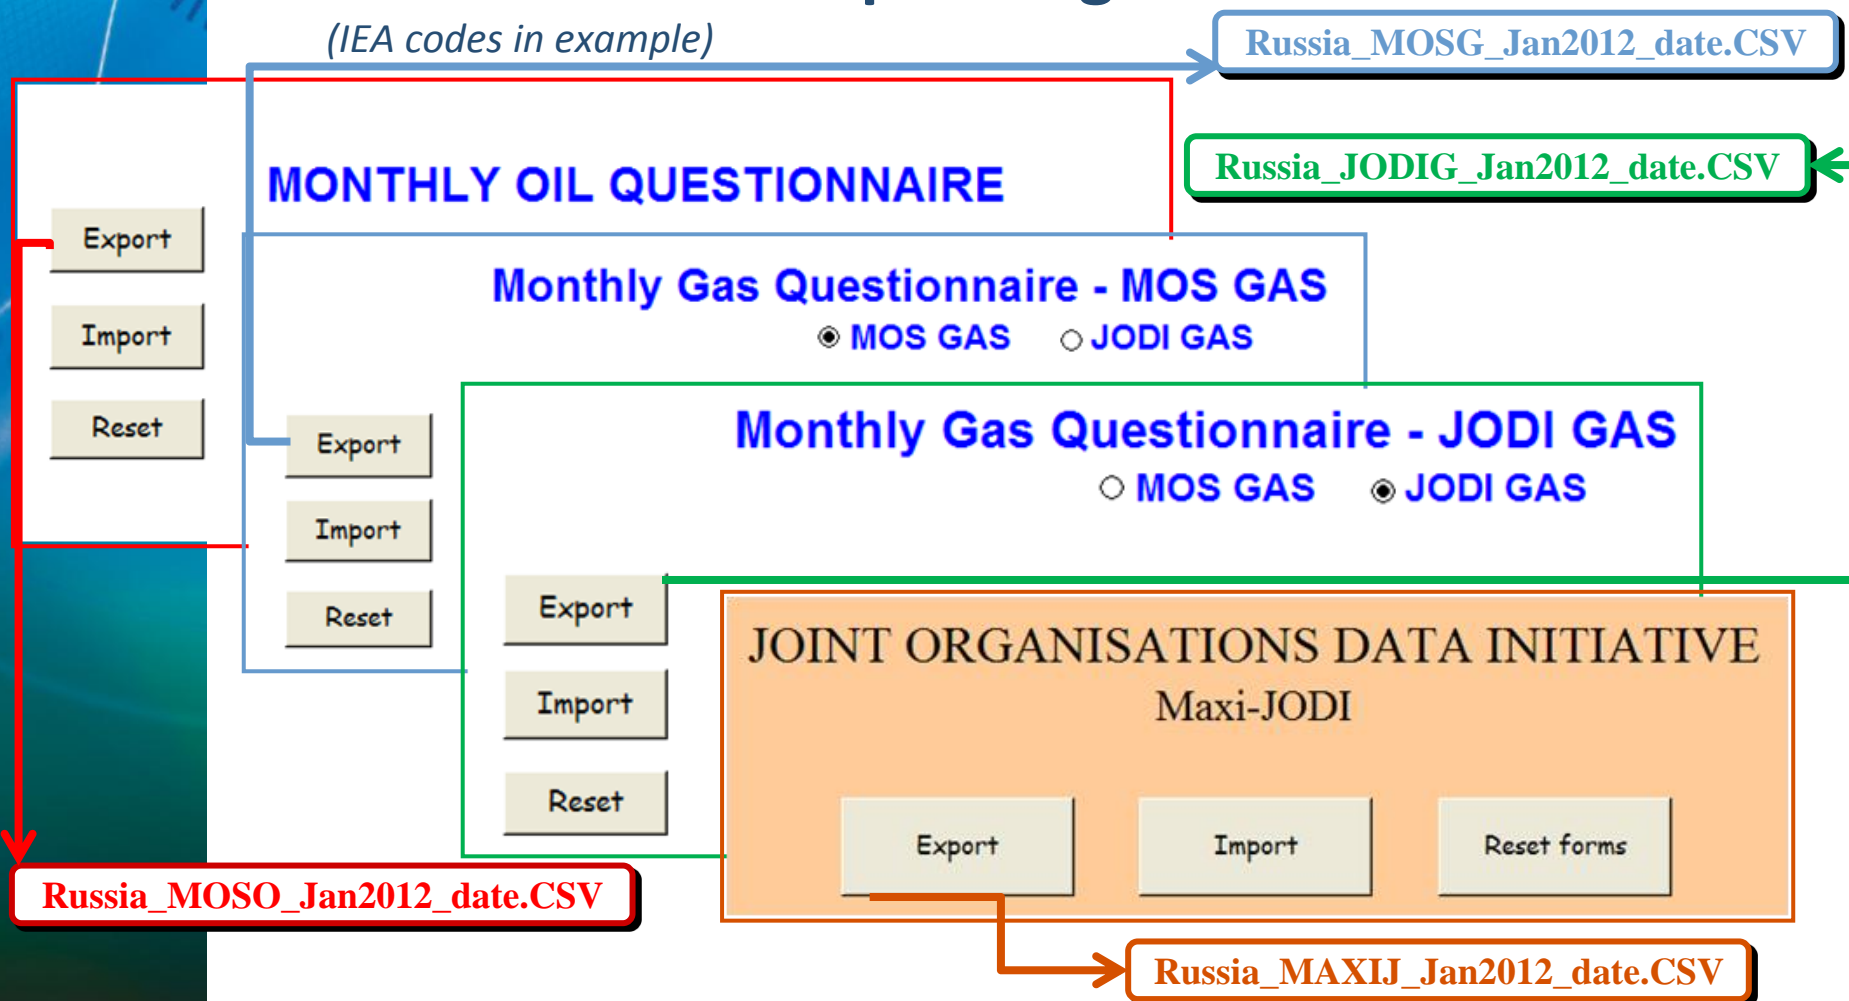 (IEA codes in example)
Russia_MOSG_Jan2012_date.CSV
Russia_JODIG_Jan2012_date.CSV
MONTHLY OIL QUESTIONNAIRE
Export
Import
Reset
Monthly Gas Questionnaire - MOS GAS
MOS GAS JODI GAS
Export
Import
Reset
Monthly Gas Questionnaire - JODI GAS
MOS GAS JODI GAS
Export
Import
Reset
JOINT ORGANISATIONS DATA INITIATIVE
Maxi-JODI
Export Import Reset forms
Russia_MOSO_Jan2012_date.CSV
Russia_MAXIJ_Jan2012_date.CSV